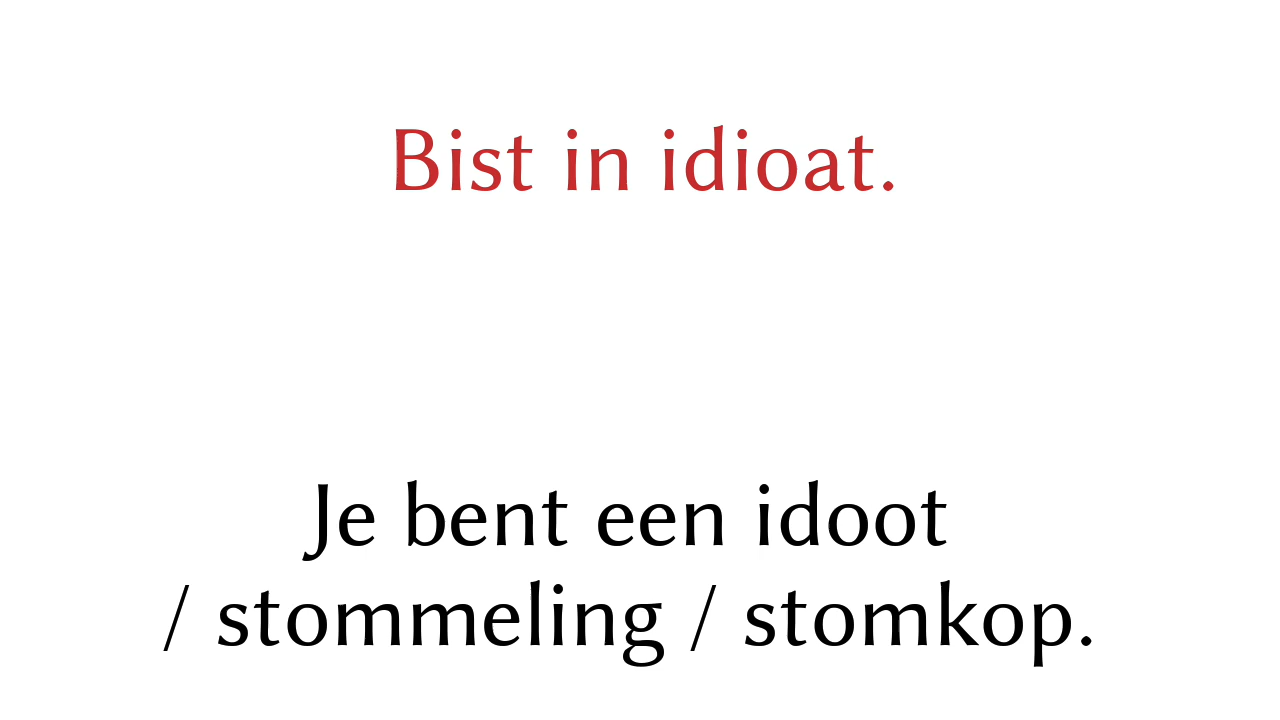 Bist in idioat.
Je bent een idoot
/ stommeling / stomkop.